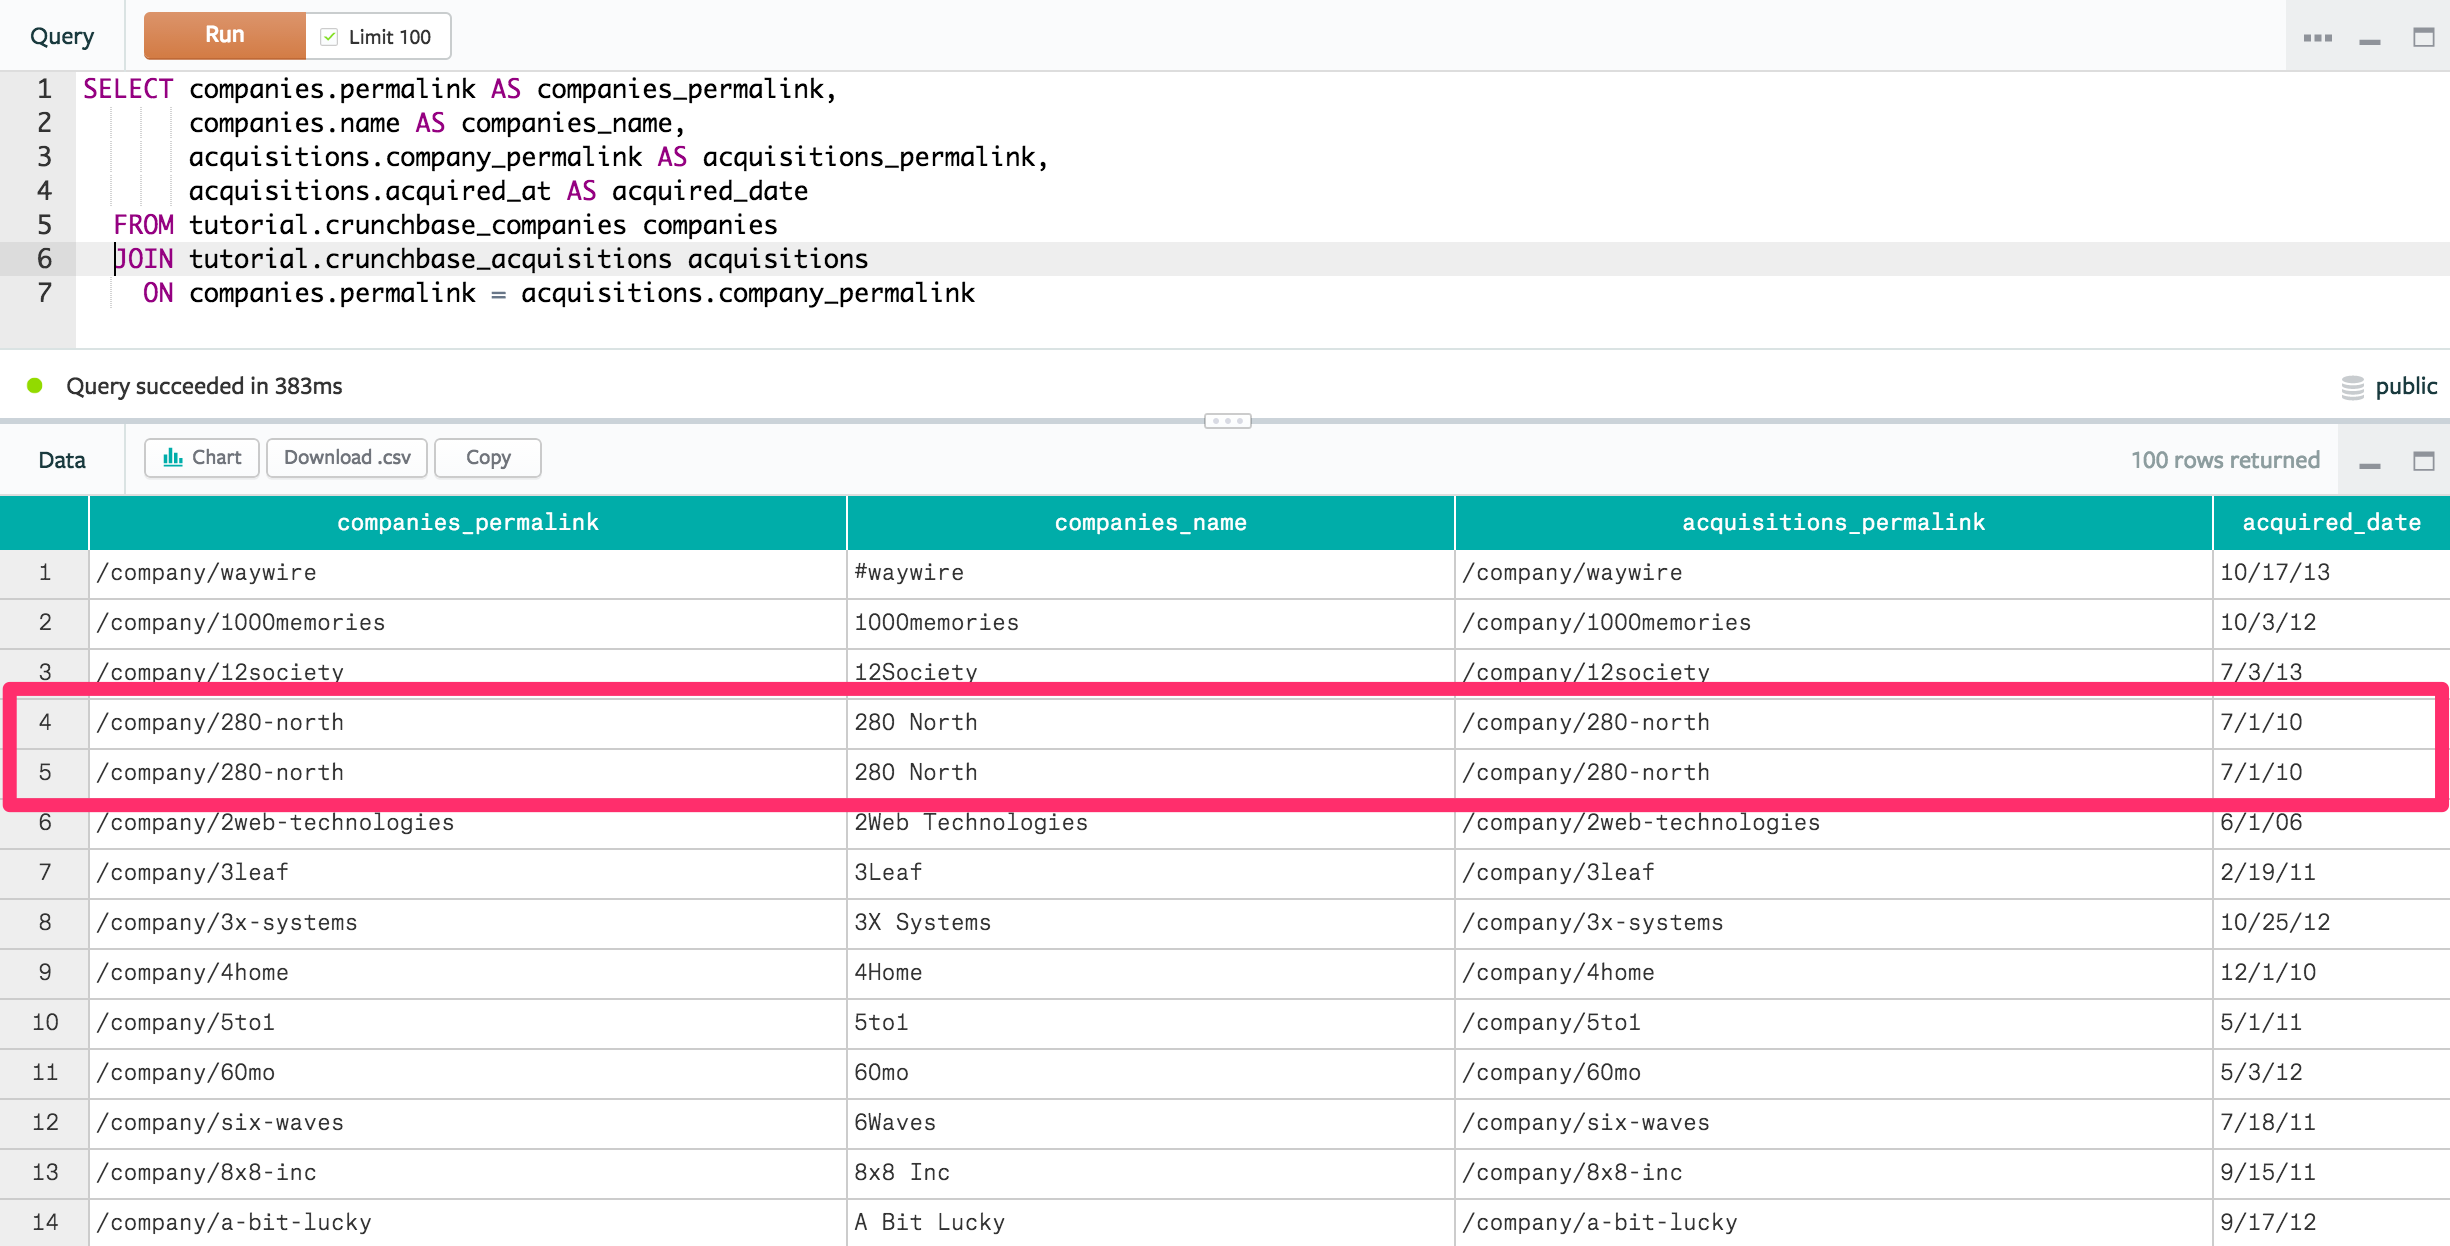 Query Run Limit 100
1 SELECT companies.permalink AS companies_permalink,
2 companies.name AS companies_name,
3 acquisitions.company_permalink AS acquisitions_permalink,
4 acquisitions.acquired_at AS acquired_date
5 FROM tutorial.crunchbase_companies companies
6 JOIN tutorial.crunchbase_acquisitions acquisitions
7 ON companies.permalink = acquisitions.company_permalink
Query succeeded in 383ms public
Data Chart Download .csv Copy 100 rows returned
companies_permalink companies_name acquisitions_permalink acquired_date
1 /company/waywire #waywire /company/waywire 10/17/13
2 /company/1000memories 1000memories /company/1000memories 10/3/12
3 /company/12society 12Society /company/12society 7/3/13
4 /company/280-north 280 North /company/280-north 7/1/10
5 /company/280-north 280 North /company/280-north 7/1/10
6 /company/2web-technologies 2Web Technologies /company/2web-technologies 6/1/06
7 /company/3leaf 3Leaf /company/3leaf 2/19/11
8 /company/3x-systems 3X Systems /company/3x-systems 10/25/12
9 /company/4home 4Home /company/4home 12/1/10
10 /company/5to1 5to1 /company/5to1 5/1/11
11 /company/60mo 60mo /company/60mo 5/3/12
12 /company/six-waves 6Waves /company/six-waves 7/18/11
13 /company/8x8-inc 8x8 Inc /company/8x8-inc 9/15/11
14 /company/a-bit-lucky A Bit Lucky /company/a-bit-lucky 9/17/12